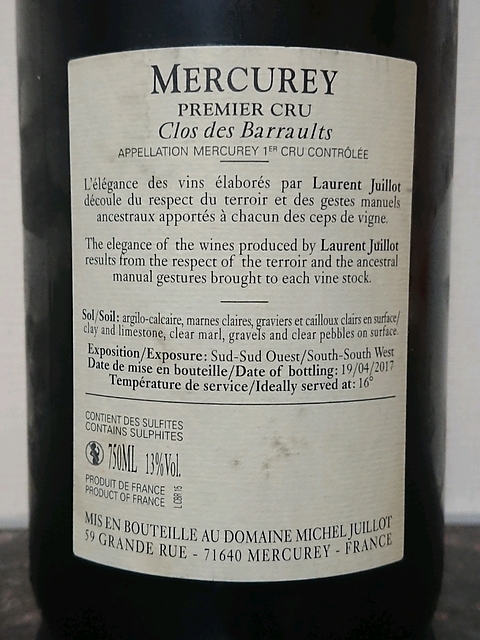 MERCUREY
PREMIER CRU
Clos des Barraults
APPELLATION MERCUREY 1ER CRU CONTRÔLÉE
L'élégance des vins élaborés par Laurent Juillot
découle du respect du terroir et des gestes manuels
ancestraux apportés à chacun des ceps de vigne.
The elegance of the wines produced by Laurent Juillot
results from the respect of the terroir and the ancestral
manual gestures brought to each vine stock.
Sol/Soil: argilo-calcaire, marnes claires, graviers et cailloux clairs en surface/
clay and limestone, clear marl, gravels and clear pebbles on surface.
Exposition/Exposure: Sud-Sud Ouest/South-South West
Date de mis en bouteille/Date of bottling: 19/04/2017
Température de service/Ideally served at: 16°
CONTIENT DES SULFITES
CONTAINS SULPHITES
750ML 13%Vol.
PRODUIT DE FRANCE
PRODUCT OF FRANCE
LCBR 15
MIS EN BOUTEILLE AU DOMAINE MICHEL JUILLOT
59 GRANDE RUE - 71640 MERCUREY - FRANCE